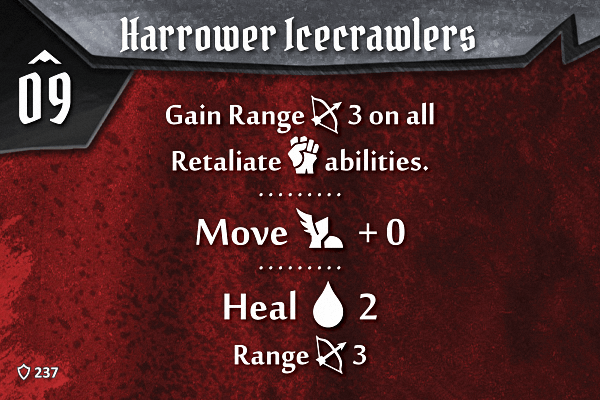 Harrower Icecrawlers
09
Gain Range 3 on all
Retaliate abilities.
Move + 0
Heal 2
Range 3
237